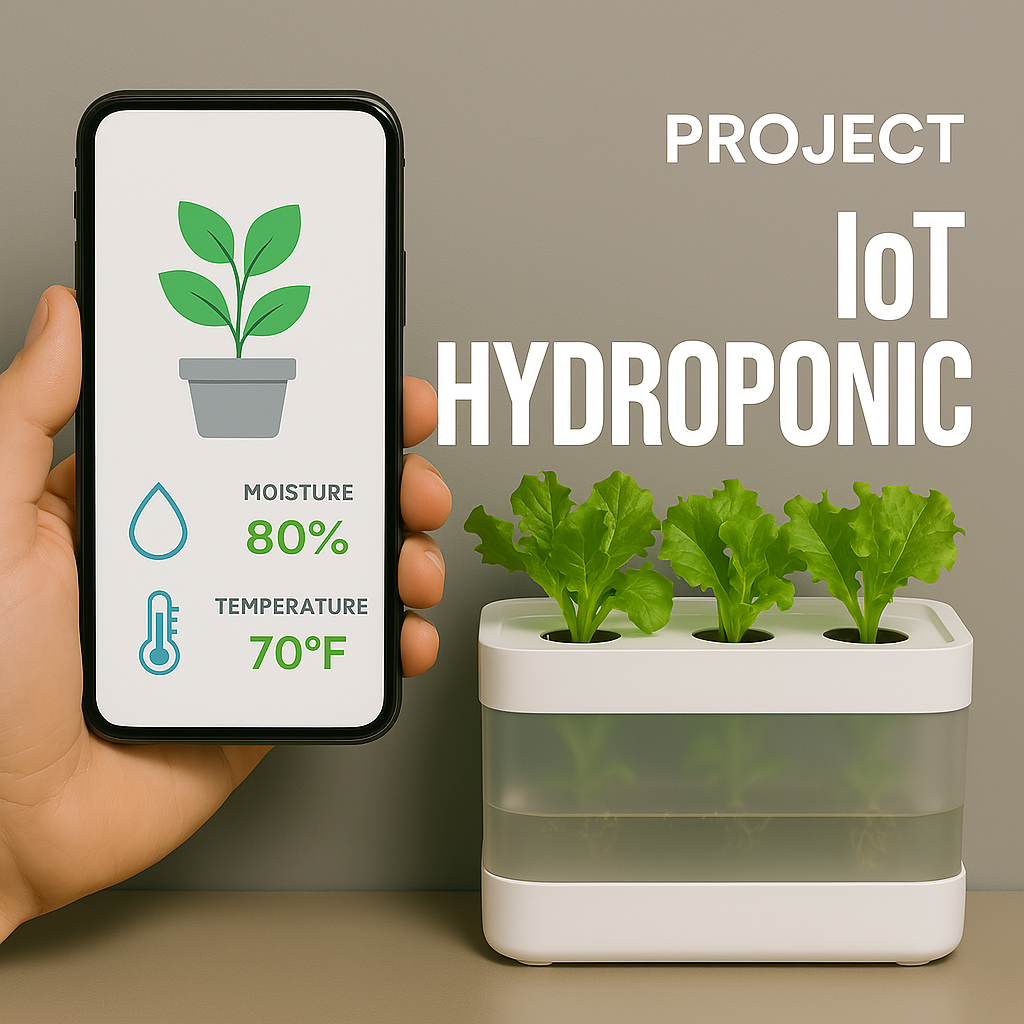 PROJECT
IoT
HYDROPONIC
MOISTURE
80%
TEMPERATURE
70°F